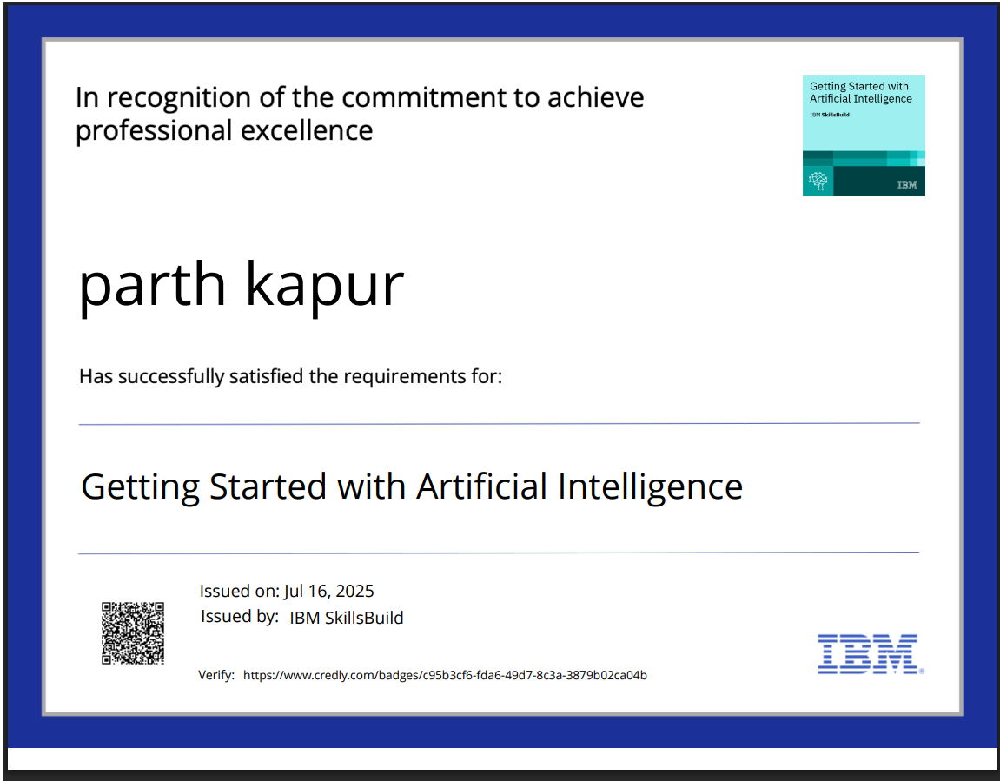 In recognition of the commitment to achieve
professional excellence
Getting Started with
Artificial Intelligence
IBM SkillsBuild
IBM
parth kapur
Has successfully satisfied the requirements for:
Getting Started with Artificial Intelligence
Issued on: Jul 16, 2025
Issued by: IBM SkillsBuild
Verify: https://www.credly.com/badges/c95b3cf6-fda6-49d7-8c3a-3879b02ca04b
IBM®